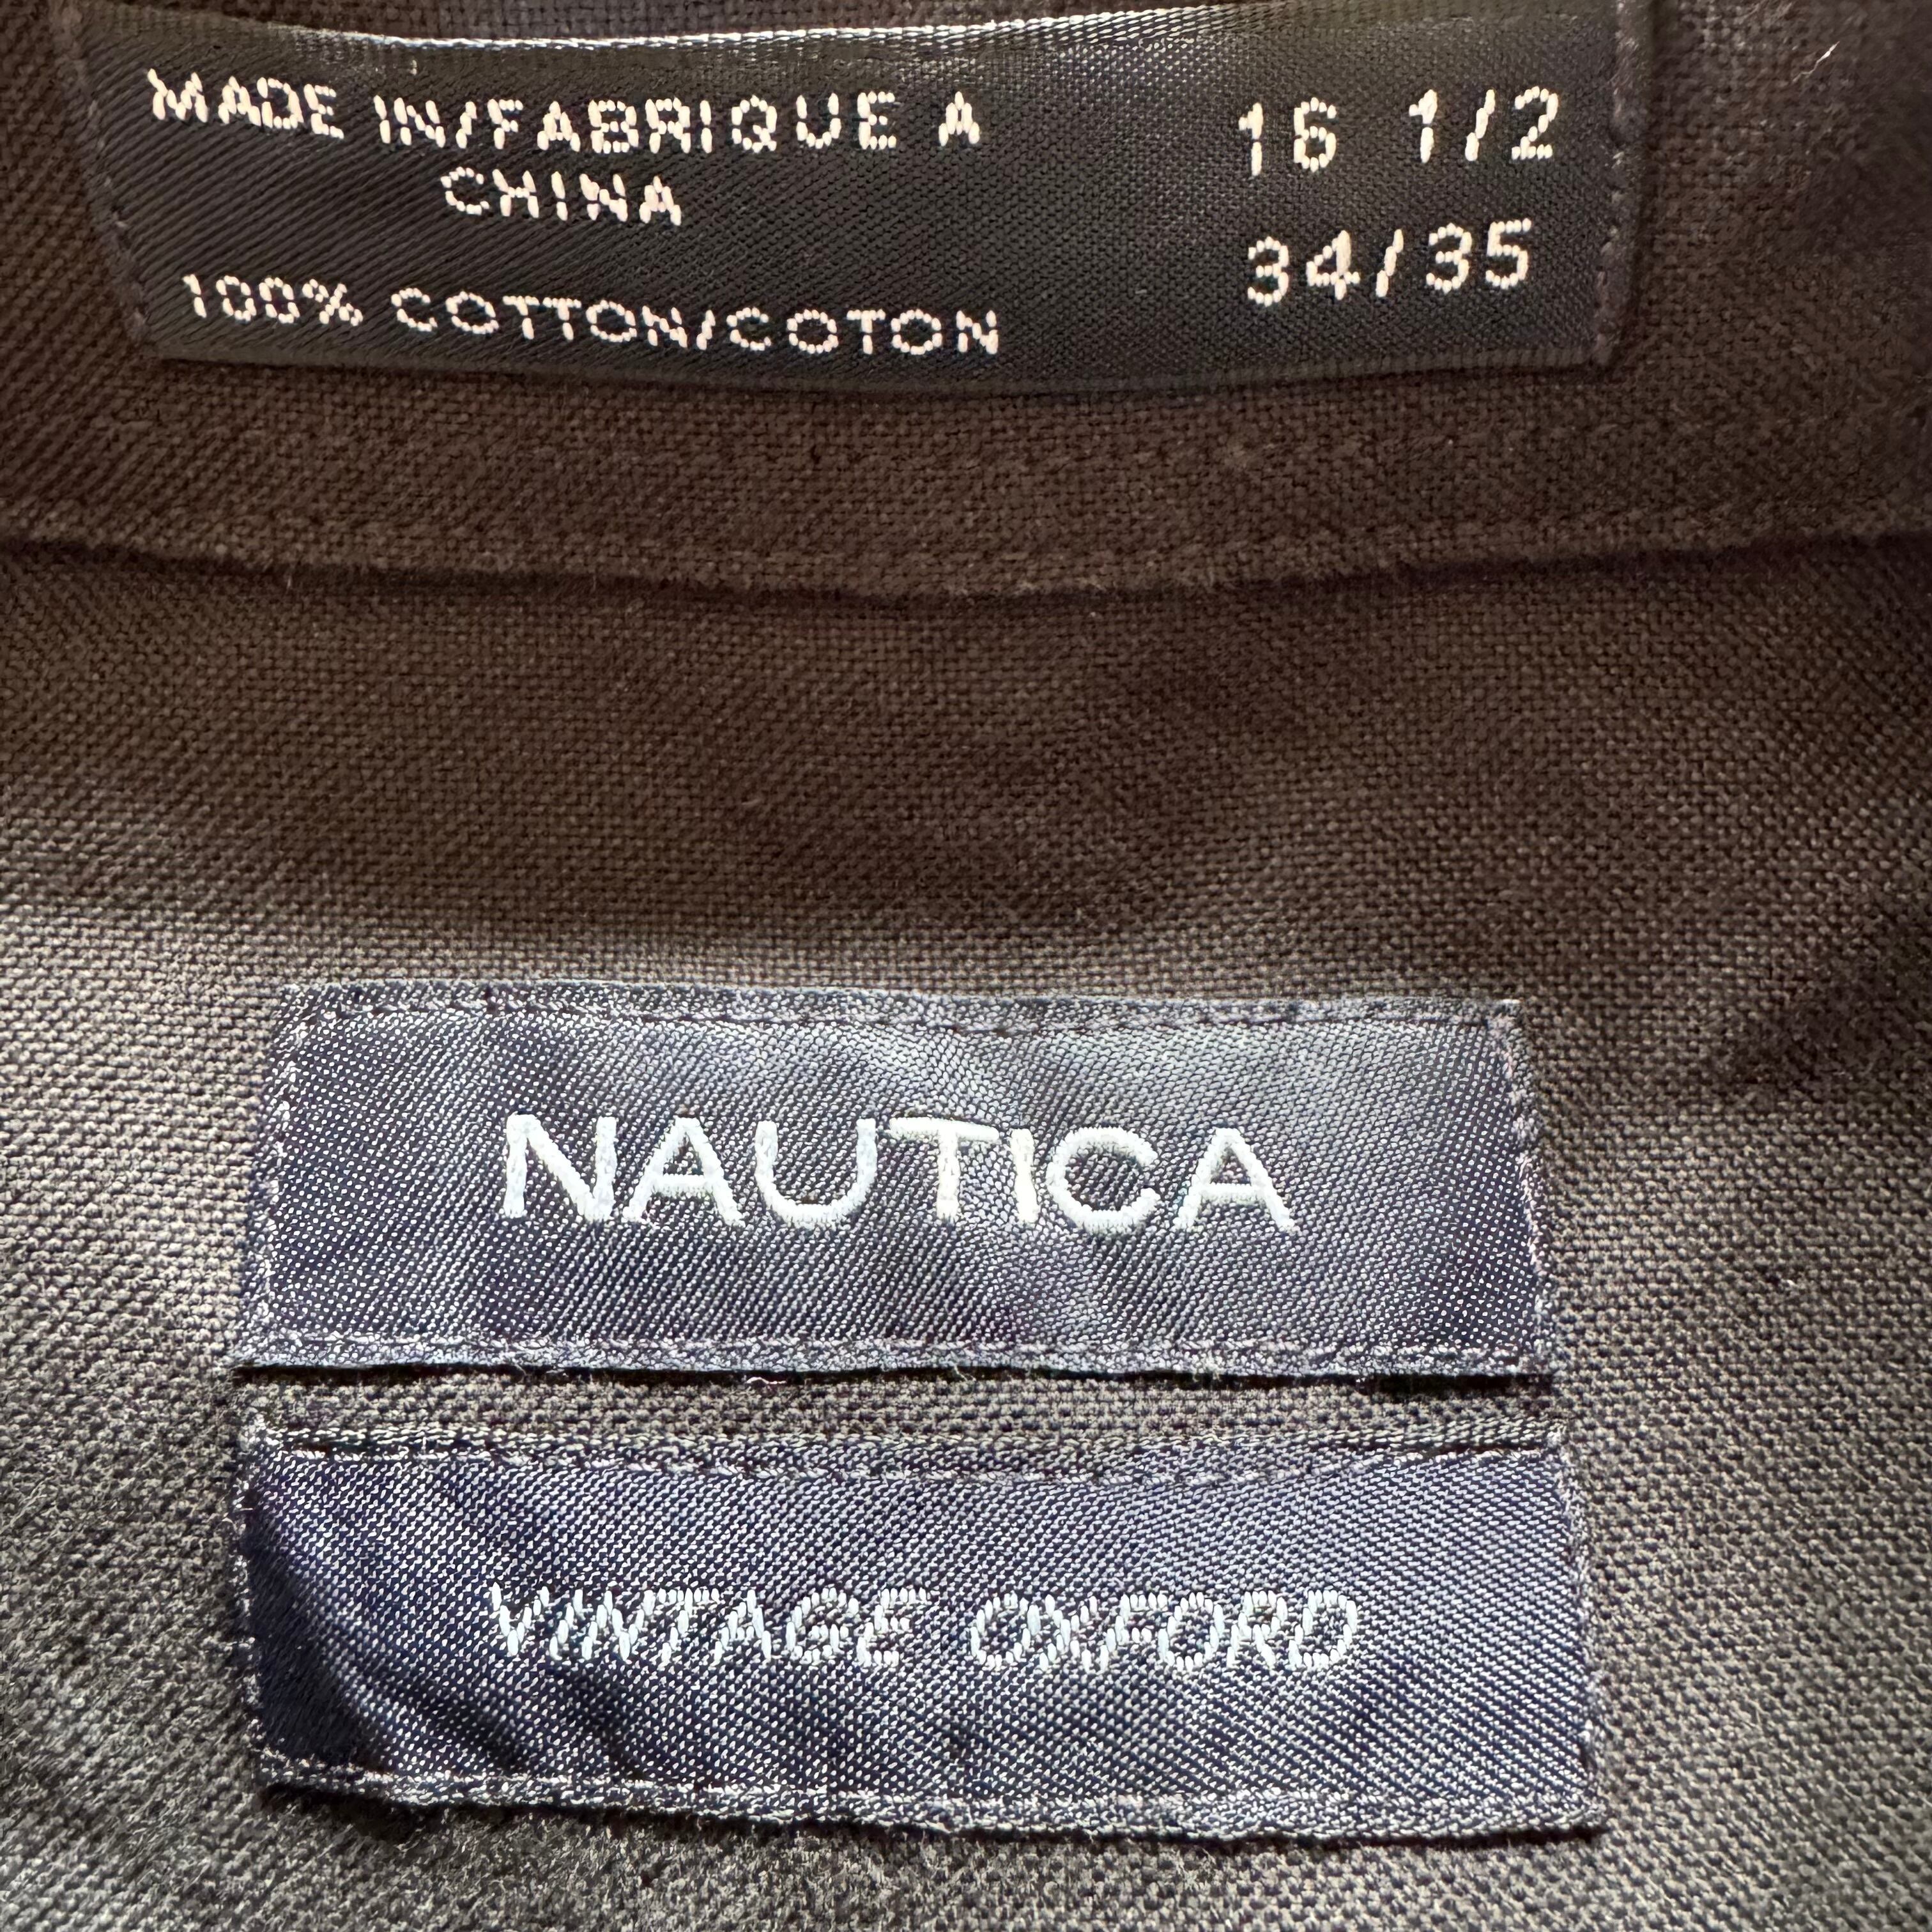 MADE IN/FABRIQUE A
CHINA
100% COTTON/COTON
16 1/2
34/35
NAUTICA
VINTAGE OXFORD